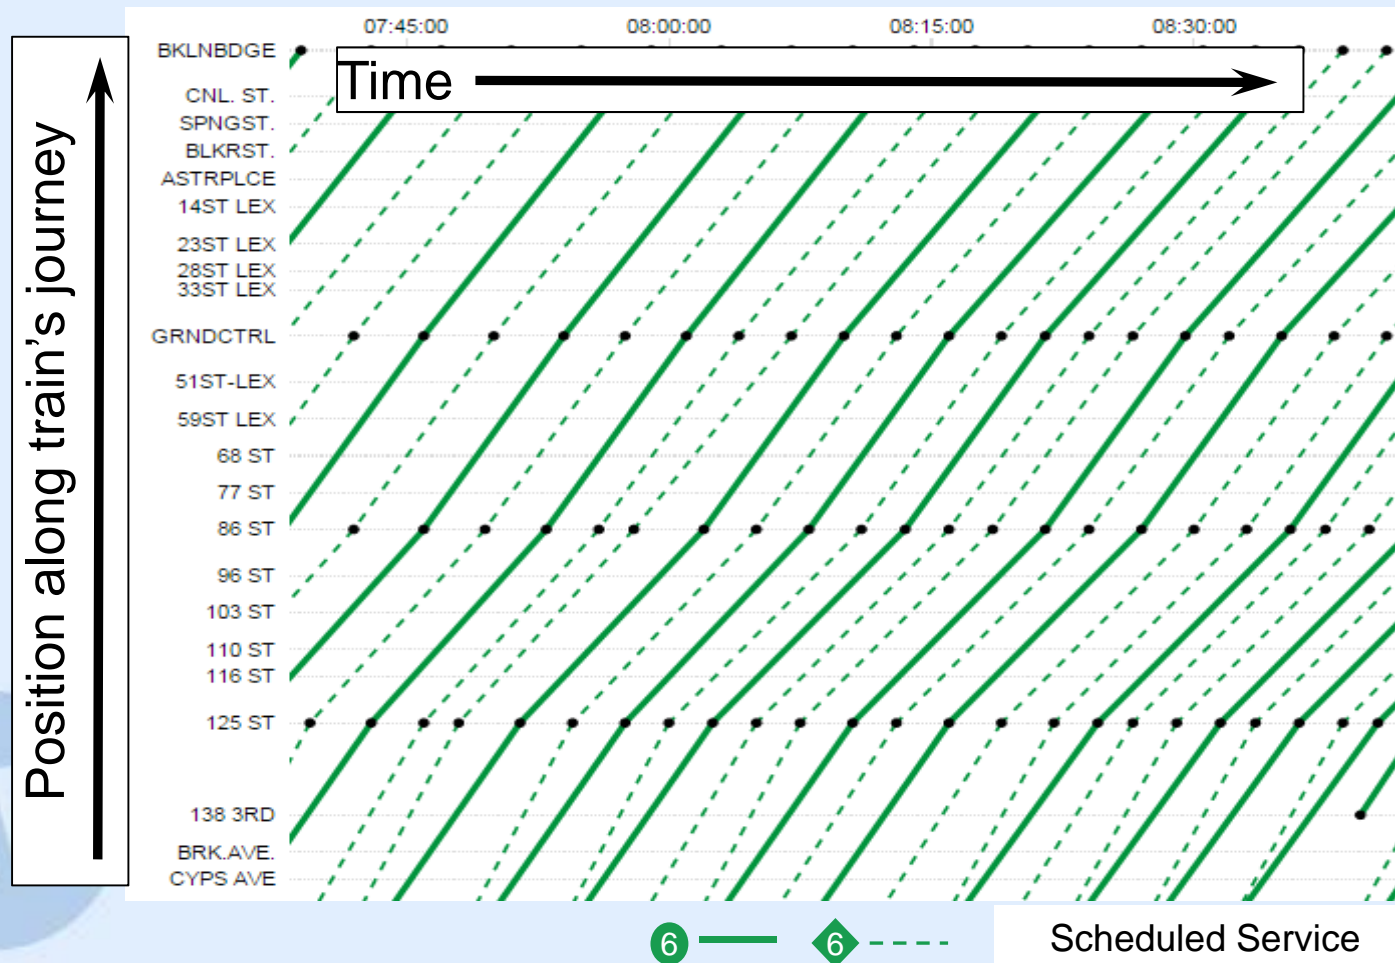 07:45:00 08:00:00 08:15:00 08:30:00
BKLNBDGE
Time
CNL. ST.
SPNGST.
BLKRST.
ASTRPLCE
14ST LEX
23ST LEX
28ST LEX
33ST LEX
GRNDCTRL
51ST-LEX
59ST LEX
68 ST
77 ST
86 ST
96 ST
103 ST
110 ST
116 ST
125 ST
138 3RD
BRK.AVE.
CYPS AVE
Position along train's journey
6 6 Scheduled Service